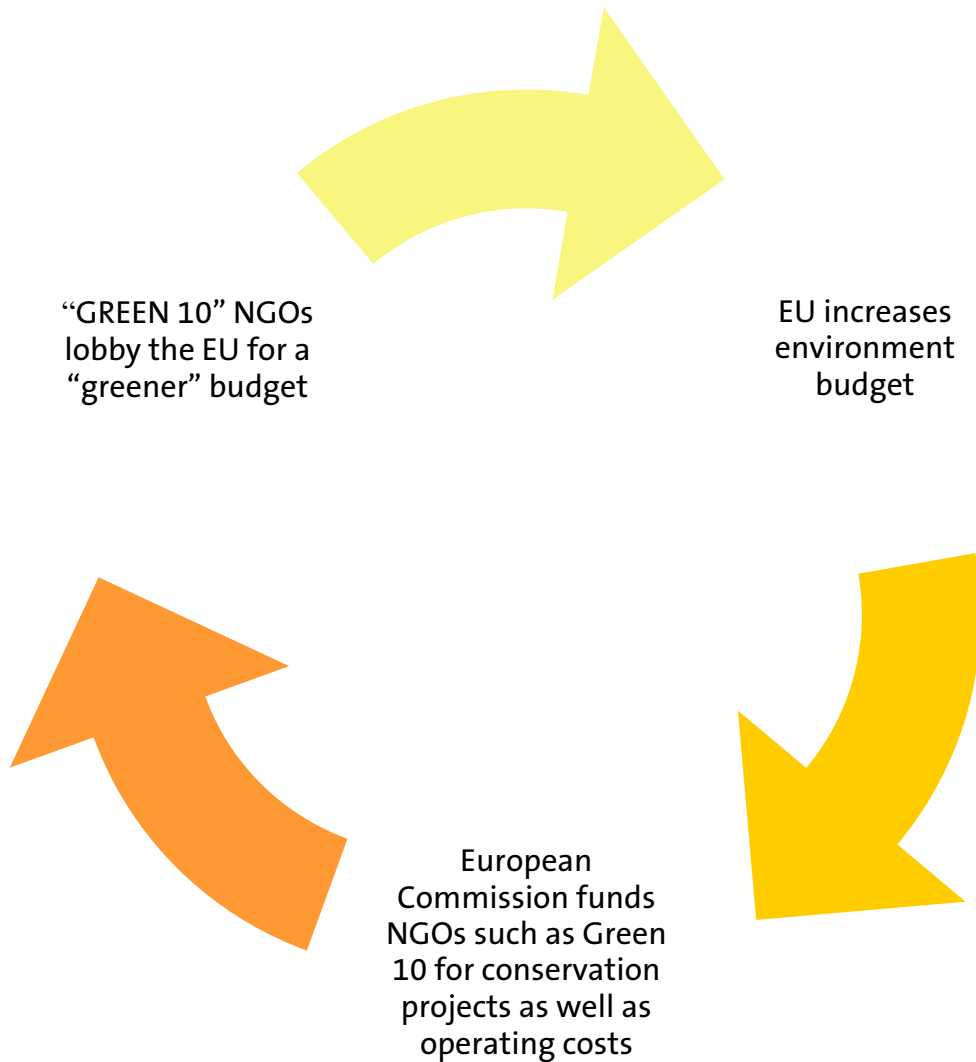 “GREEN 10” NGOs
lobby the EU for a
“greener” budget
EU increases
environment
budget
European
Commission funds
NGOs such as Green
10 for conservation
projects as well as
operating costs